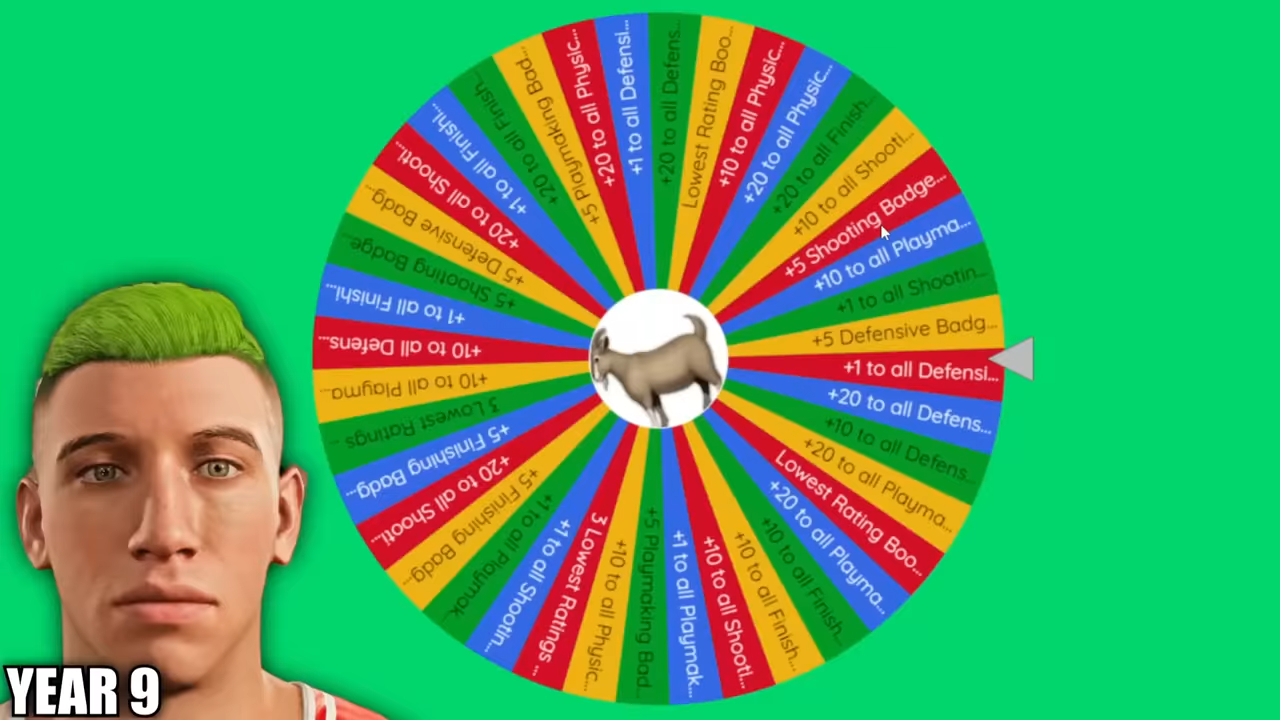 +20 to all Defens...
Lowest Rating Boo...
+10 to all Physic...
+20 to all Physic...
+20 to all Finish...
+10 to all Shooti...
+5 Shooting Badge...
+10 to all Playma...
+1 to all Shootin...
+5 Defensive Badg...
+1 to all Defensi...
+20 to all Defens...
+10 to all Defens...
+20 to all Playma...
Lowest Rating Boo...
+20 to all Playma...
+10 to all Finish...
+10 to all Finish...
+10 to all Shooti...
+1 to all Playmak...
+5 Playmaking Bad...
+10 to all Physic...
3 Lowest Ratings ...
+1 to all Shootin...
+1 to all Playmak...
+5 Finishing Badg...
+20 to all Shooti...
+5 Finishing Badg...
3 Lowest Ratings ...
+10 to all Playma...
+10 to all Defens...
+1 to all Finishi...
+5 Shooting Badge...
+5 Defensive Badg...
+20 to all Shooti...
+1 to all Finishi...
+20 to all Finish...
+5 Playmaking Bad...
+20 to all Physic...
+1 to all Defensi...
YEAR 9